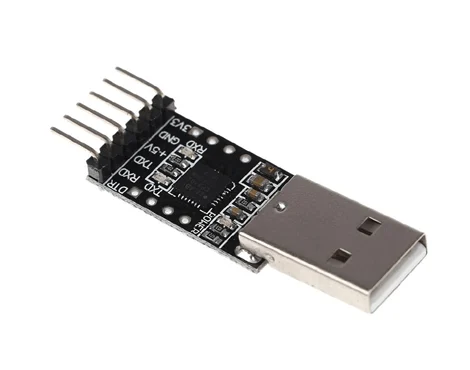 3V3
GND
+5V
TXD
RXD
DTR
RXD
TXD
POWER